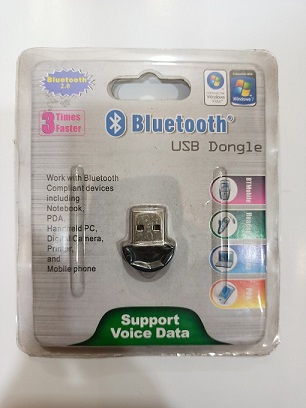 Bluetooth
2.0
3 Times
Faster
Bluetooth®
USB Dongle
Work with Bluetooth
Compliant devices
including
Notebook,
PDA,
Handheld PC,
Digital Camera,
Printer,
and
Mobile phone
Support
Voice Data